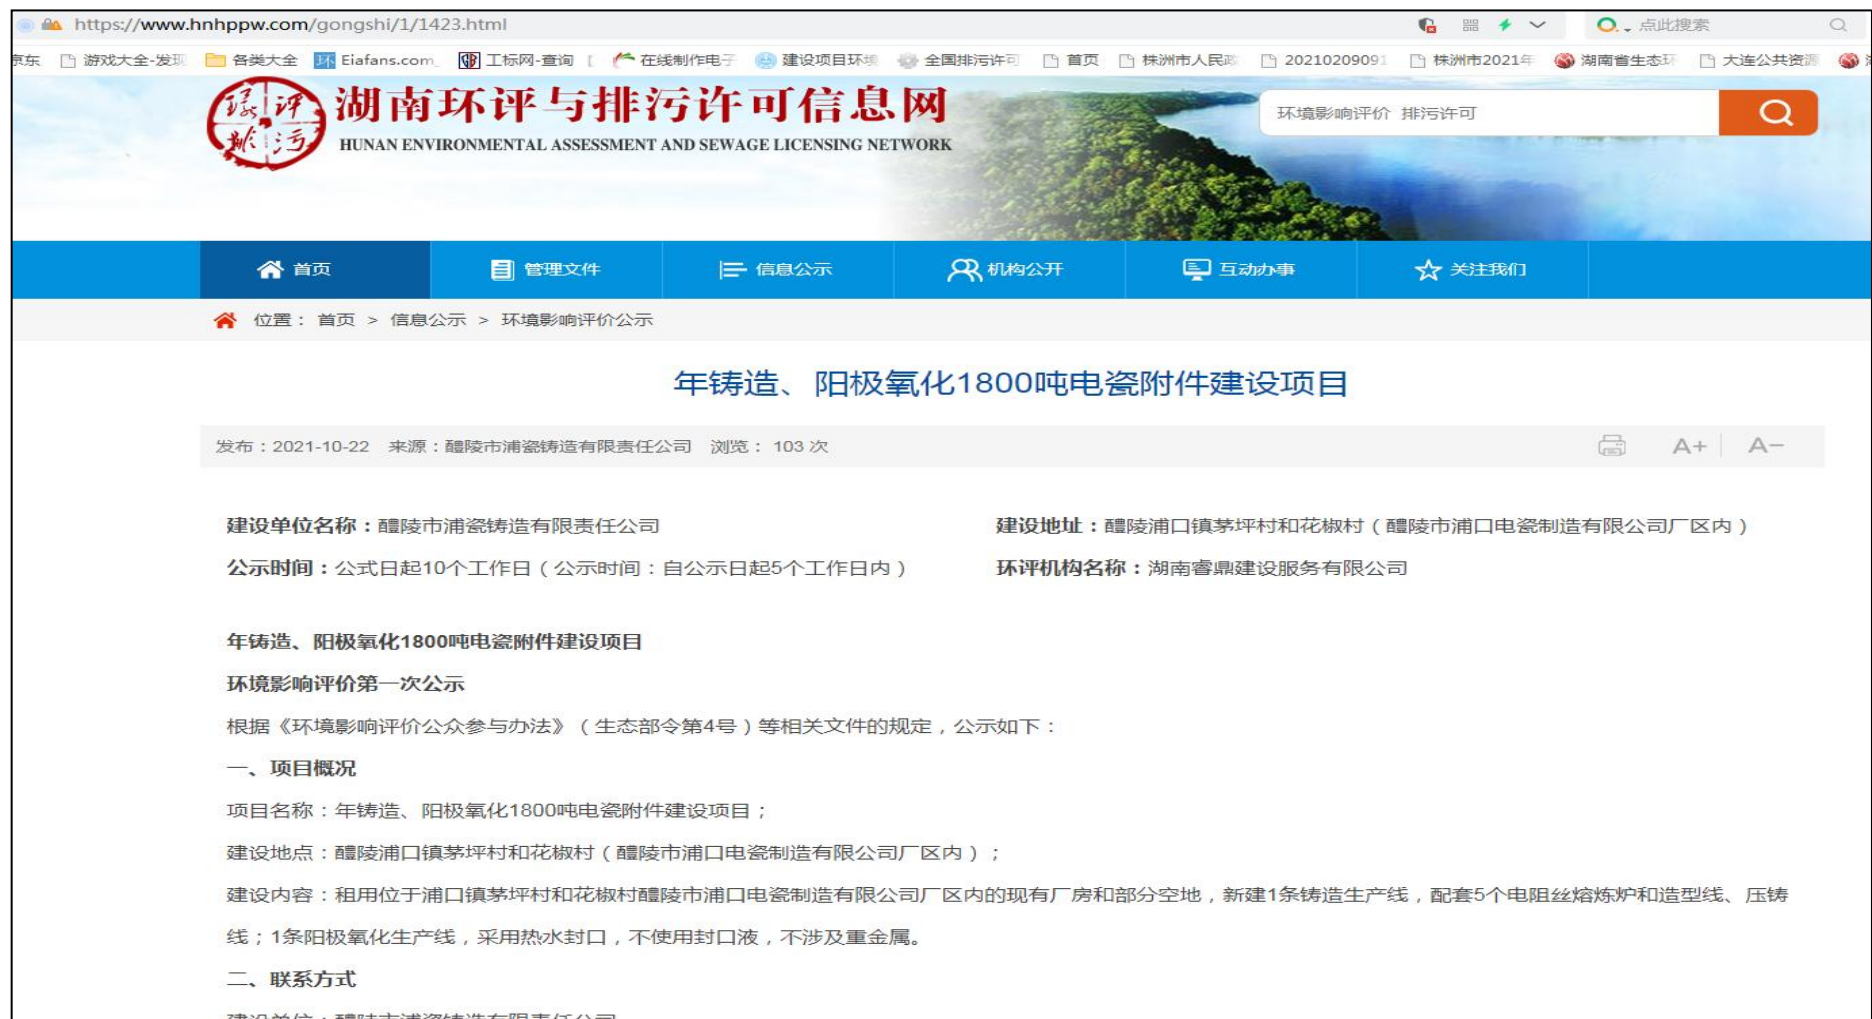 https://www.hnhppw.com/gongshi/1/1423.html
点此搜索
京东 游戏大全-发现 各类大全 环 Eiafans.com_ 工标网-查询 [ 在线制作电子 建设项目环境 全国排污许可 首页 株洲市人民政 20210209091 株洲市2021年 湖南省生态环 大连公共资源
环评排污
湖南环评与排污许可信息网
HUNAN ENVIRONMENTAL ASSESSMENT AND SEWAGE LICENSING NETWORK
环境影响评价 排污许可
首页 管理文件 信息公示 机构公开 互动办事 关注我们
位置： 首页 > 信息公示 > 环境影响评价公示
年铸造、阳极氧化1800吨电瓷附件建设项目
发布：2021-10-22 来源：醴陵市浦瓷铸造有限责任公司 浏览： 103 次 A+ A-
建设单位名称：醴陵市浦瓷铸造有限责任公司 建设地址：醴陵浦口镇茅坪村和花椒村（醴陵市浦口电瓷制造有限公司厂区内）
公示时间：公式日起10个工作日（公示时间：自公示日起5个工作日内） 环评机构名称：湖南睿鼎建设服务有限公司
年铸造、阳极氧化1800吨电瓷附件建设项目
环境影响评价第一次公示
根据《环境影响评价公众参与办法》（生态部令第4号）等相关文件的规定，公示如下：
一、项目概况
项目名称：年铸造、阳极氧化1800吨电瓷附件建设项目；
建设地点：醴陵浦口镇茅坪村和花椒村（醴陵市浦口电瓷制造有限公司厂区内）；
建设内容：租用位于浦口镇茅坪村和花椒村醴陵市浦口电瓷制造有限公司厂区内的现有厂房和部分空地，新建1条铸造生产线，配套5个电阻丝熔炼炉和造型线、压铸
线；1条阳极氧化生产线，采用热水封口，不使用封口液，不涉及重金属。
二、联系方式
建设单位：醴陵市浦瓷铸造有限责任公司